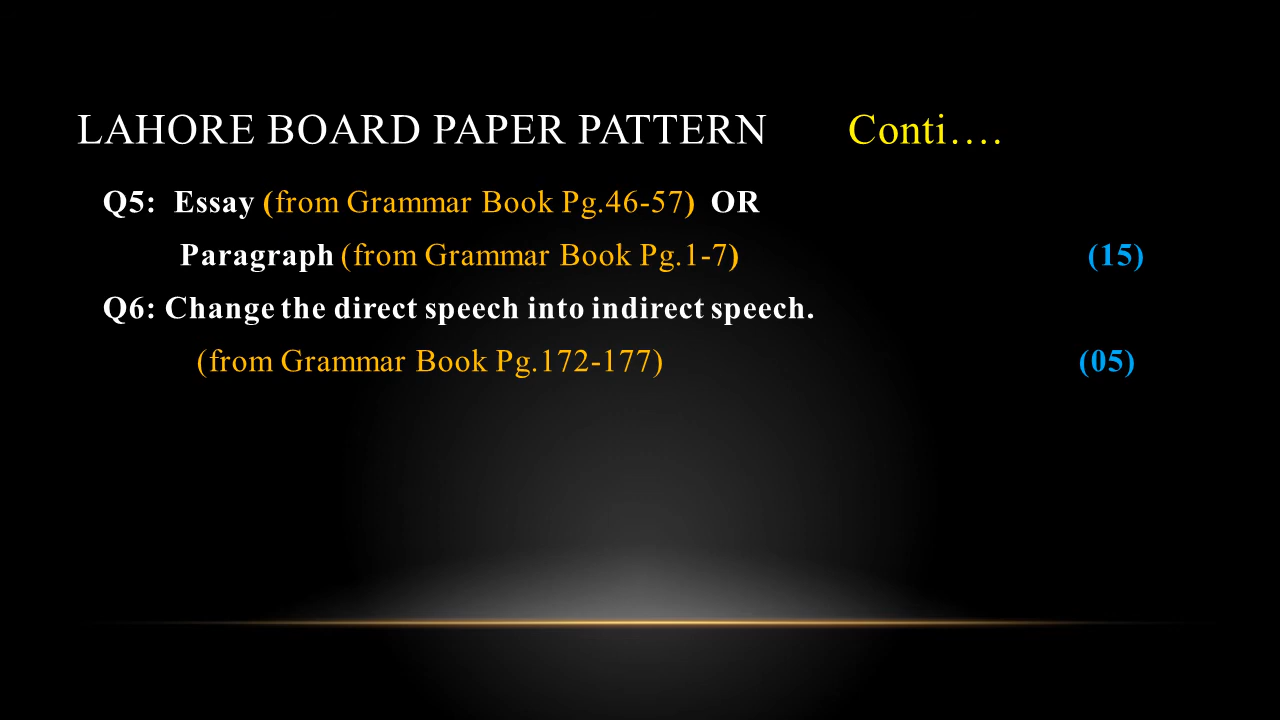 LAHORE BOARD PAPER PATTERN Conti….
Q5: Essay (from Grammar Book Pg.46-57) OR
Paragraph (from Grammar Book Pg.1-7) (15)
Q6: Change the direct speech into indirect speech.
(from Grammar Book Pg.172-177) (05)